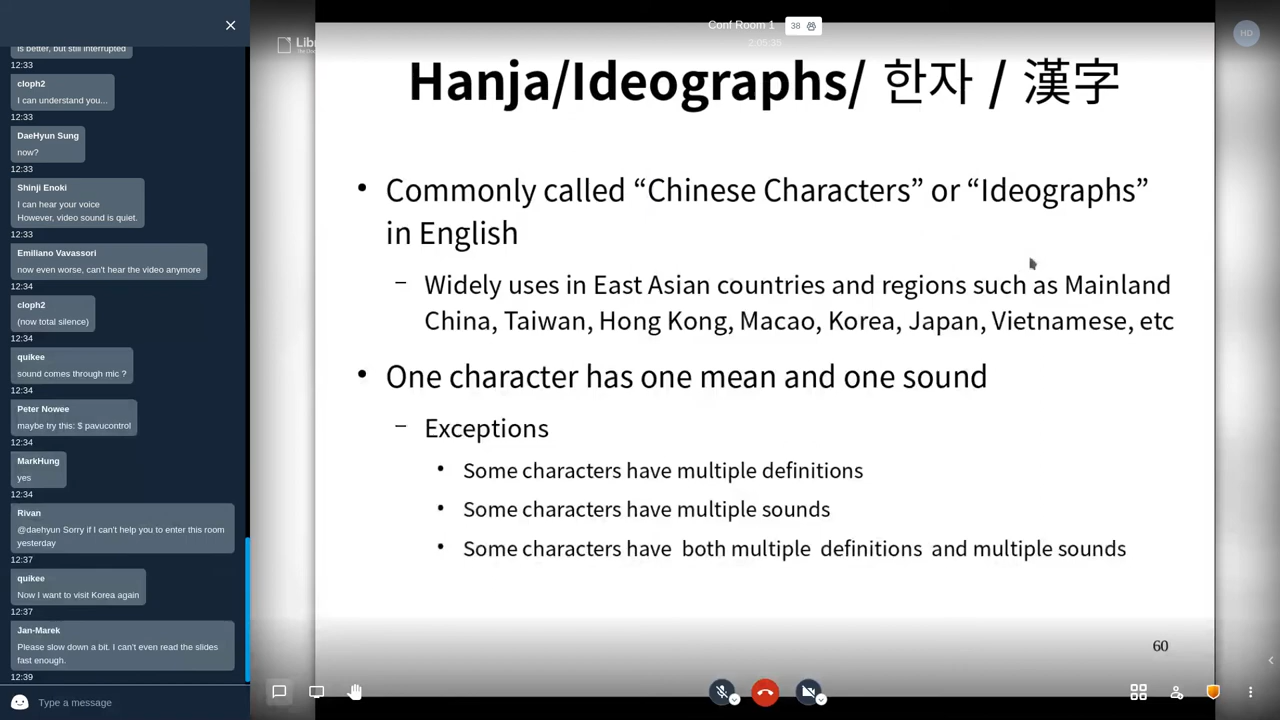 is better, but still interrupted
12:33
cloph2
I can understand you...
12:33
DaeHyun Sung
now?
12:33
Shinji Enoki
I can hear your voice
However, video sound is quiet.
12:33
Emiliano Vavassori
now even worse, can't hear the video anymore
12:34
cloph2
(now total silence)
12:34
quikee
sound comes through mic ?
12:34
Peter Nowee
maybe try this: $ pavucontrol
12:34
MarkHung
yes
12:34
Rivan
@daehyun Sorry if I can't help you to enter this room
yesterday
12:37
quikee
Now I want to visit Korea again
12:37
Jan-Marek
Please slow down a bit. I can't even read the slides
fast enough.
12:39
Type a message
Conf Room 1
38
2:05:35
HD
Hanja/Ideographs/ 한자 / 漢字
• Commonly called “Chinese Characters” or “Ideographs”
in English
– Widely uses in East Asian countries and regions such as Mainland
China, Taiwan, Hong Kong, Macao, Korea, Japan, Vietnamese, etc
• One character has one mean and one sound
– Exceptions
• Some characters have multiple definitions
• Some characters have multiple sounds
• Some characters have both multiple definitions and multiple sounds
60